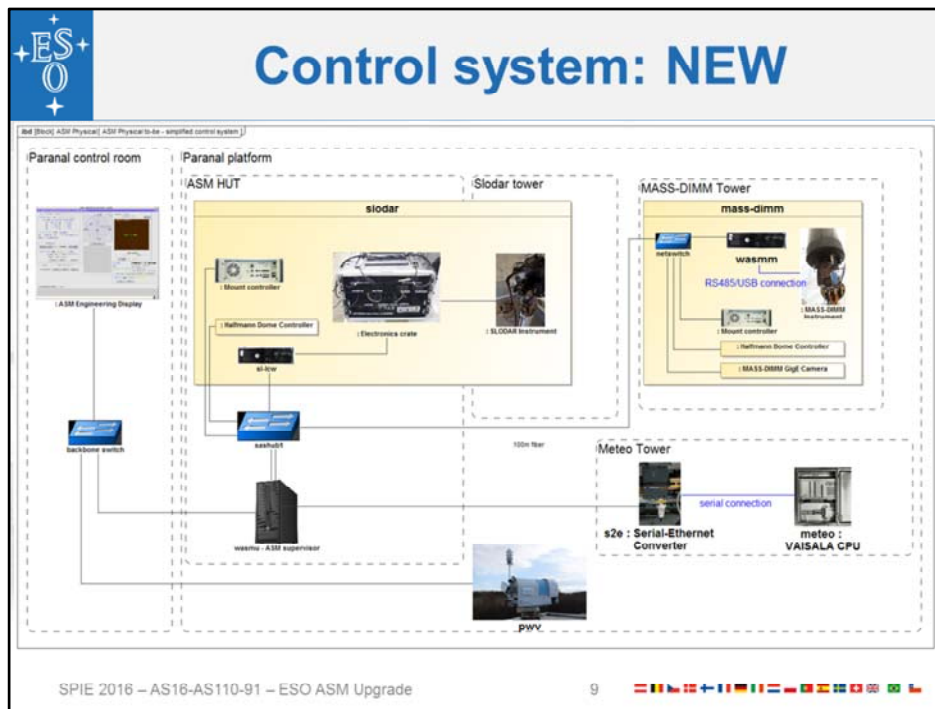 ES
O
Control system: NEW
ibd [Block] ASM Physical[ ASM Physical to-be - simplified control system ]
Paranal control room
Paranal platform
ASM HUT
Slodar tower
MASS-DIMM Tower
slodar
mass-dimm
netswitch
wasmm
RS485/USB connection
: Mount controller
: ASM Engineering Display
: MASS-DIMM Instrument
: Mount controller
: Halfmann Dome Controller
: Electronics crate
: SLODAR Instrument
: Halfmann Dome Controller
sl-lcw
: MASS-DIMM GigE Camera
backbone switch
100m fiber
Meteo Tower
serial connection
wasmu - ASM supervisor
s2e : Serial-Ethernet
Converter
meteo :
VAISALA CPU
pwv
SPIE 2016 – AS16-AS110-91 – ESO ASM Upgrade
9